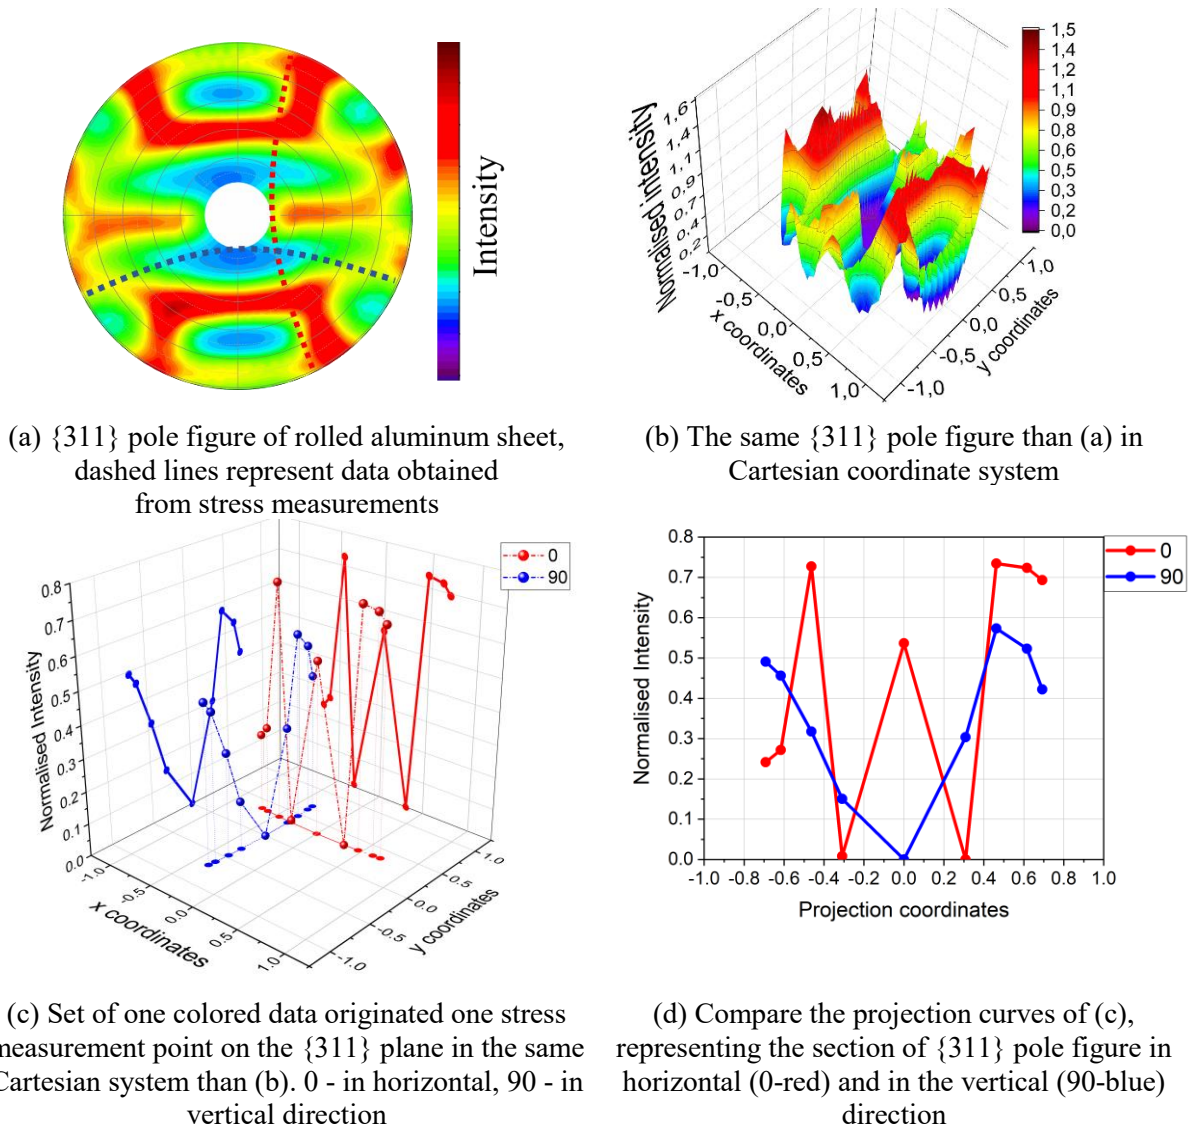 Intensity
1,5
1,4
1,2
1,1
0,9
0,8
0,6
0,5
0,3
0,2
0,0
Normalised intensity
1,6
1,4
1,1
0,9
0,7
0,4
0,2
-1,0
-0,5
0,0
0,5
1,0
x coordinates
1,0
0,5
0,0
-0,5
-1,0
y coordinates
(a) {311} pole figure of rolled aluminum sheet,
dashed lines represent data obtained
from stress measurements
(b) The same {311} pole figure than (a) in
Cartesian coordinate system
0
90
Normalised Intensity
0.8
0.7
0.6
0.5
0.4
0.3
0.2
0.1
0.0
-1.0
-0.5
0.0
0.5
1.0
x coordinates
1.0
0.5
0.0
-0.5
-1.0
y coordinates
0
90
Normalised Intensity
0.8
0.7
0.6
0.5
0.4
0.3
0.2
0.1
0.0
-1.0 -0.8 -0.6 -0.4 -0.2 0.0 0.2 0.4 0.6 0.8 1.0
Projection coordinates
(c) Set of one colored data originated one stress
measurement point on the {311} plane in the same
Cartesian system than (b). 0 - in horizontal, 90 - in
vertical direction
(d) Compare the projection curves of (c),
representing the section of {311} pole figure in
horizontal (0-red) and in the vertical (90-blue)
direction